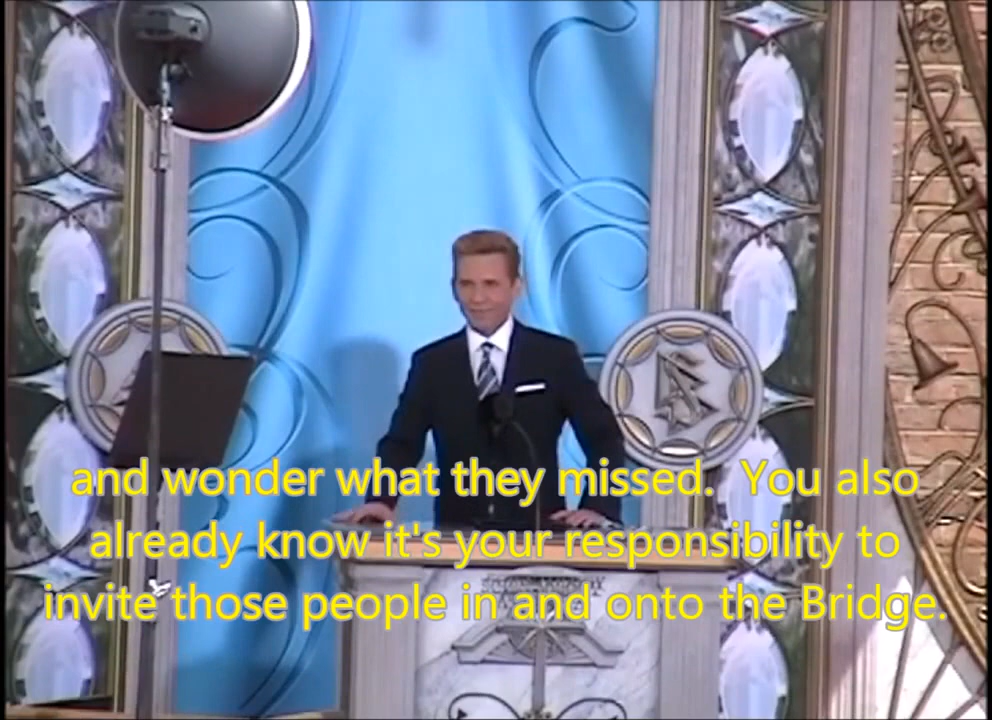 and wonder what they missed.  You also
already know it's your responsibility to
invite those people in and onto the Bridge.